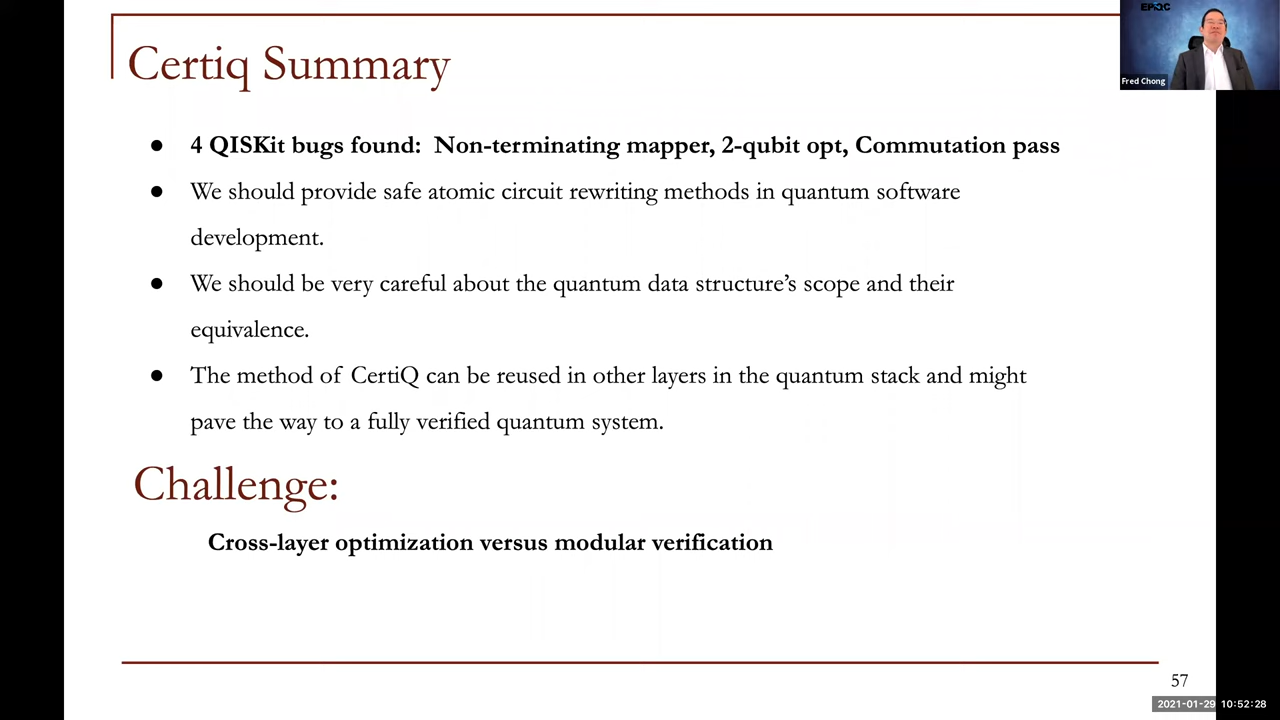 Certiq Summary
EPiQC
Fred Chong
● 4 QISKit bugs found: Non-terminating mapper, 2-qubit opt, Commutation pass
● We should provide safe atomic circuit rewriting methods in quantum software
development.
● We should be very careful about the quantum data structure’s scope and their
equivalence.
● The method of CertiQ can be reused in other layers in the quantum stack and might
pave the way to a fully verified quantum system.
Challenge:
Cross-layer optimization versus modular verification
57
2021-01-29 10:52:28